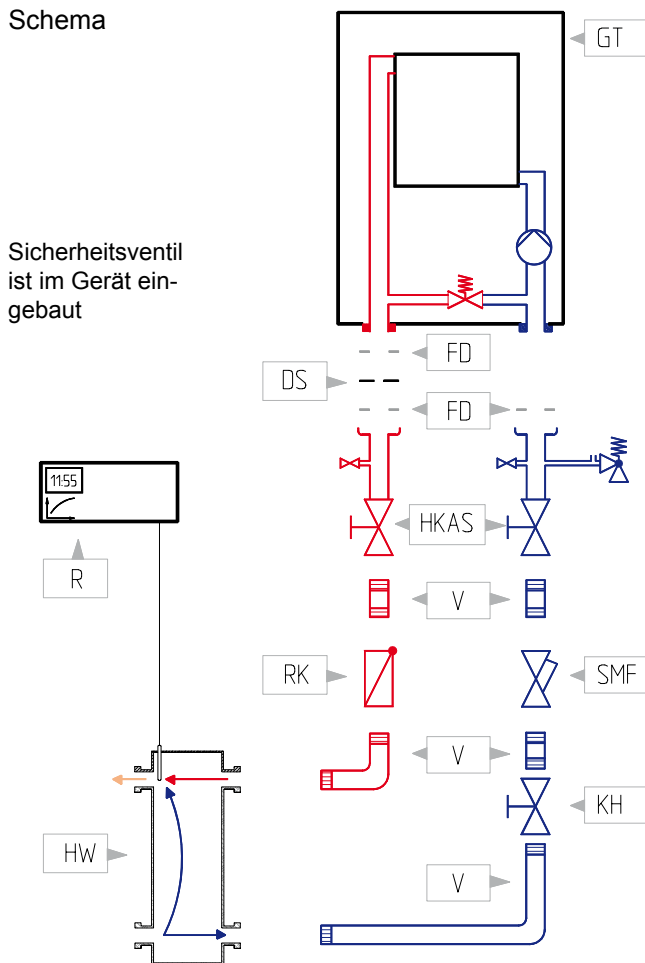 Schema
GT
Sicherheitsventil
ist im Gerät ein-
gebaut
FD
DS
FD
11:55
HKAS
R
V
RK
SMF
V
KH
HW
V